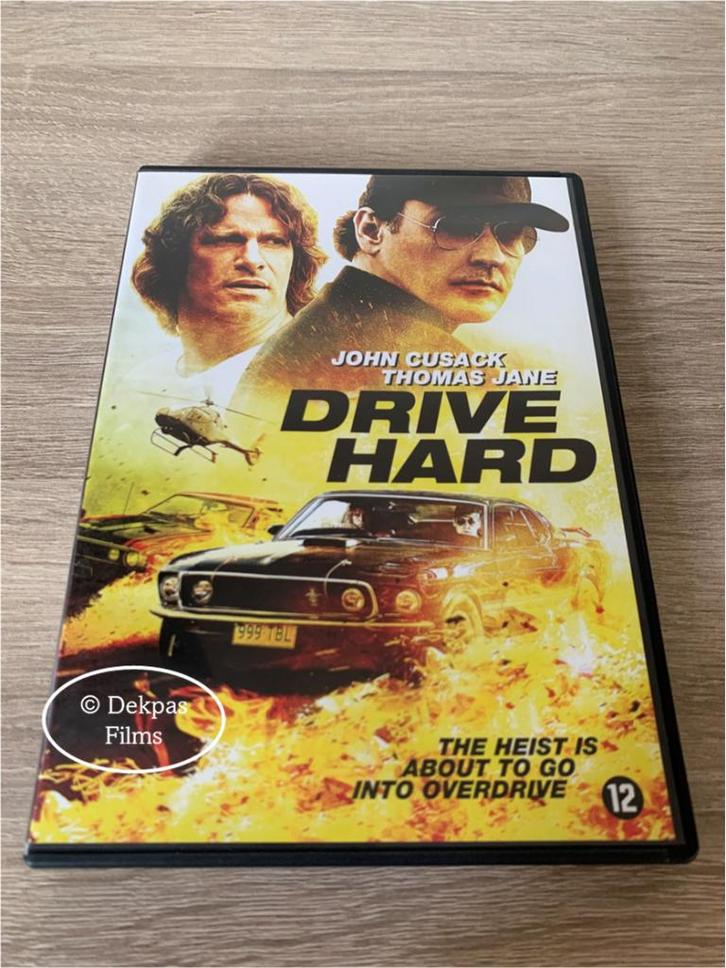 JOHN CUSACK
THOMAS JANE
DRIVE
HARD
999 TBL
© Dekpas
Films
THE HEIST IS
ABOUT TO GO
INTO OVERDRIVE
12